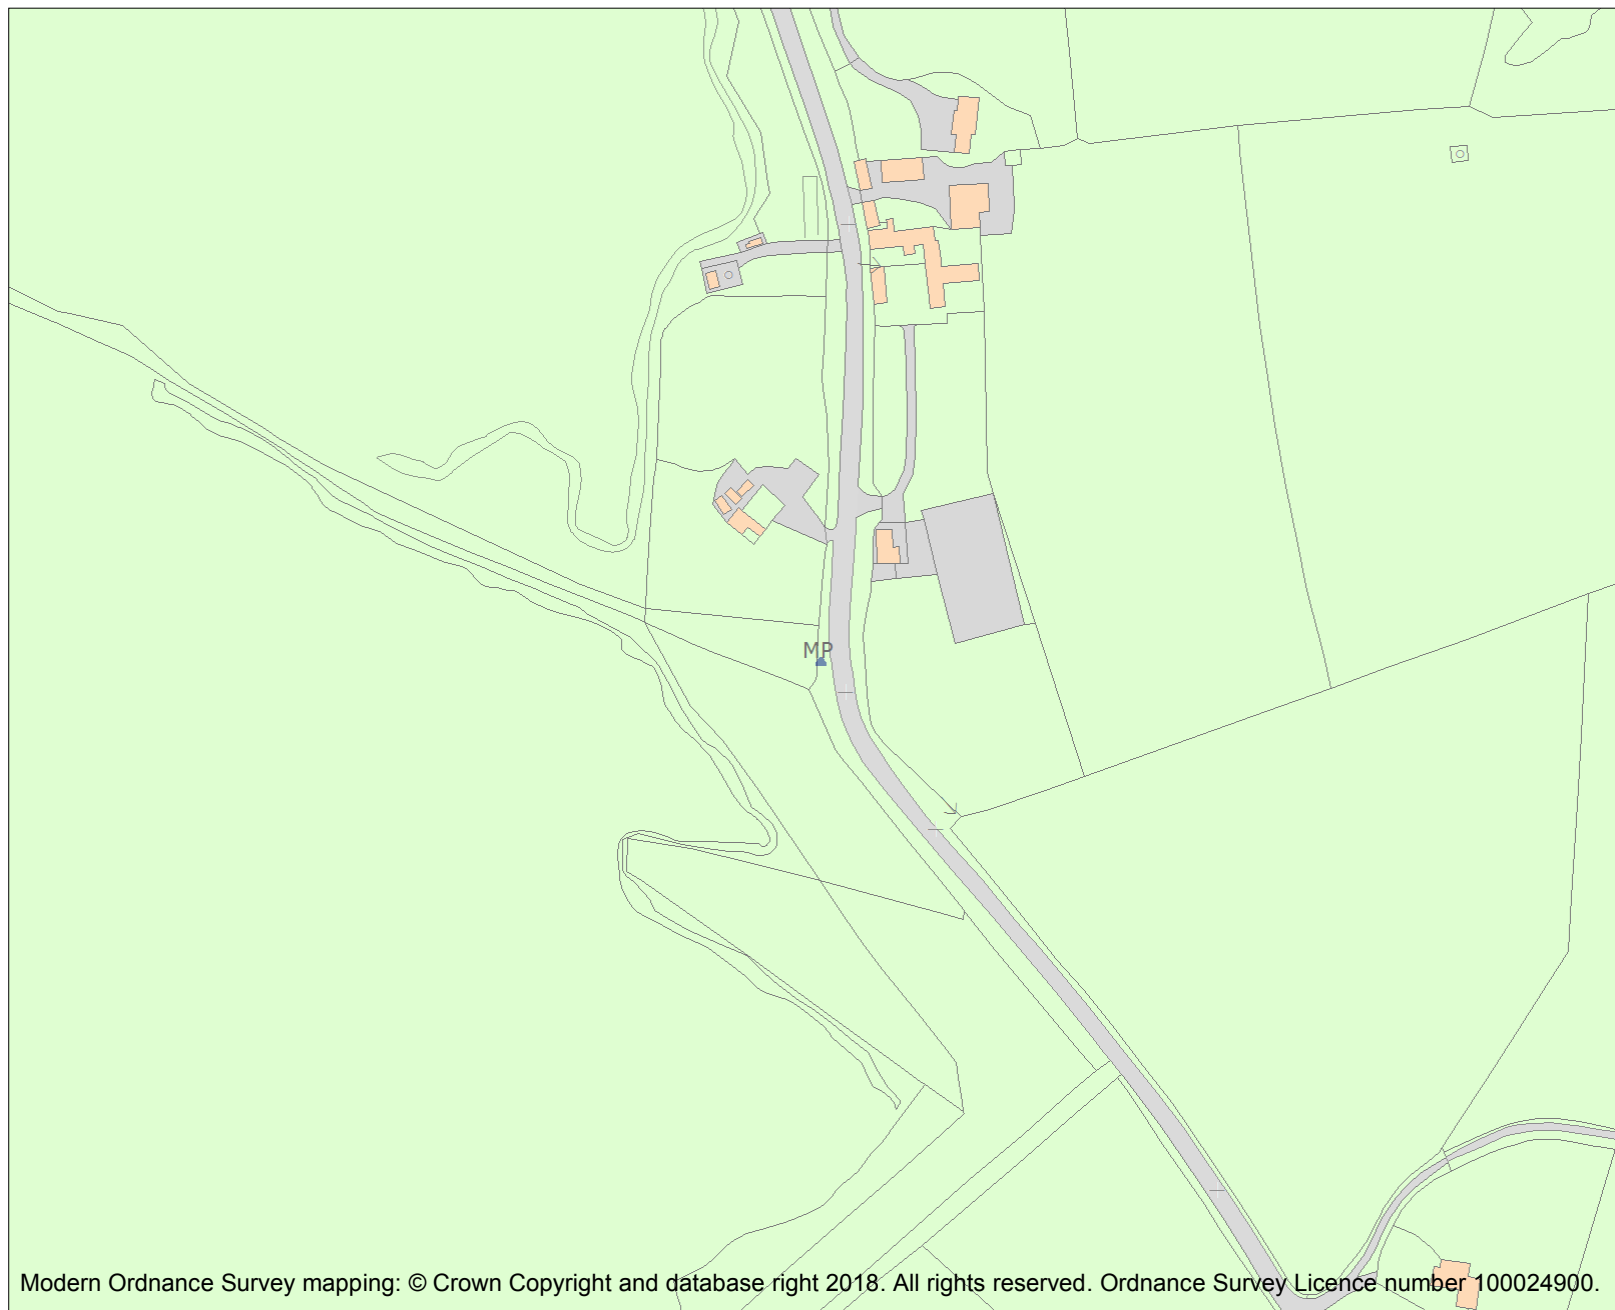 MP
Modern Ordnance Survey mapping: © Crown Copyright and database right 2018. All rights reserved. Ordnance Survey Licence number 100024900.